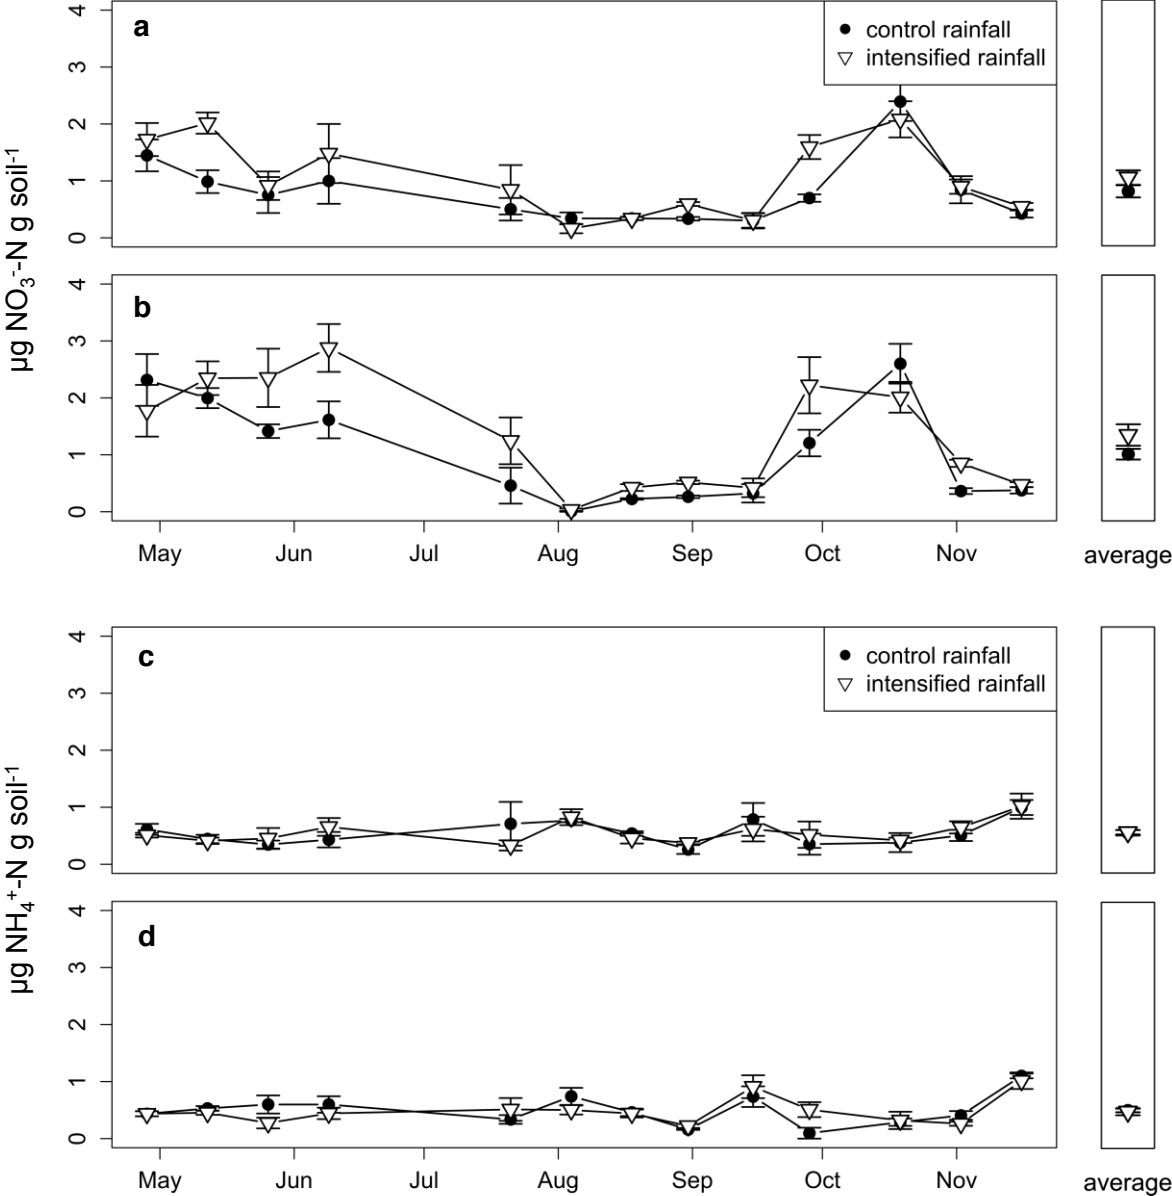 µg NO₃⁻-N g soil⁻¹
4
3
2
1
0
a
control rainfall
intensified rainfall
4
3
2
1
0
b
May Jun Jul Aug Sep Oct Nov average
µg NH₄⁺-N g soil⁻¹
4
3
2
1
0
c
control rainfall
intensified rainfall
4
3
2
1
0
d
May Jun Jul Aug Sep Oct Nov average